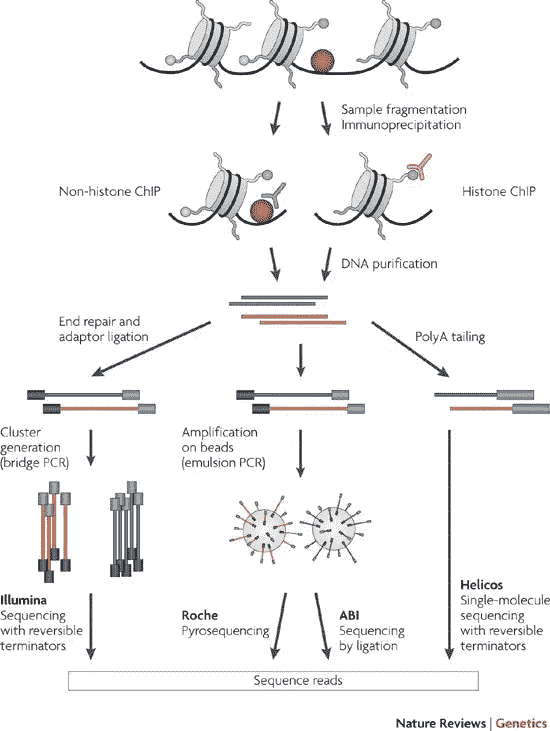 Sample fragmentation
Immunoprecipitation
Non-histone ChIP
Histone ChIP
DNA purification
End repair and
adaptor ligation
PolyA tailing
Cluster
generation
(bridge PCR)
Amplification
on beads
(emulsion PCR)
Illumina
Sequencing
with reversible
terminators
Roche
Pyrosequencing
ABI
Sequencing
by ligation
Helicos
Single-molecule
sequencing
with reversible
terminators
Sequence reads
Nature Reviews | Genetics